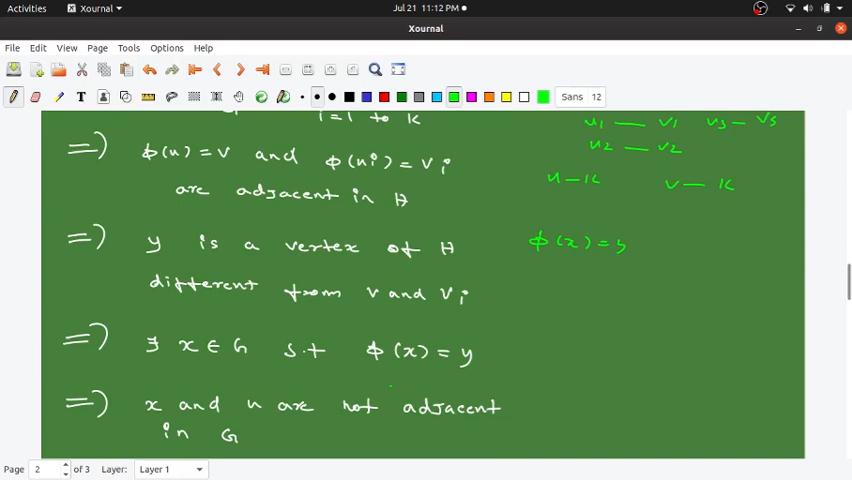 Activities Xournal Jul 21 11:12 PM
Xournal
File Edit View Page Tools Options Help
Sans 12
i=1 to k
=) ϕ(u) = v and ϕ(ui) = vi
are adjacent in H
=) y is a vertex of H
different from v and vi
=) ∃ x ∈ G s.t ϕ(x) = y
=) x and u are not adjacent
in G
u1 — v1 u3 — v3
u2 — v2
u — k v — k
ϕ(x) = y
Page 2 of 3 Layer: Layer 1